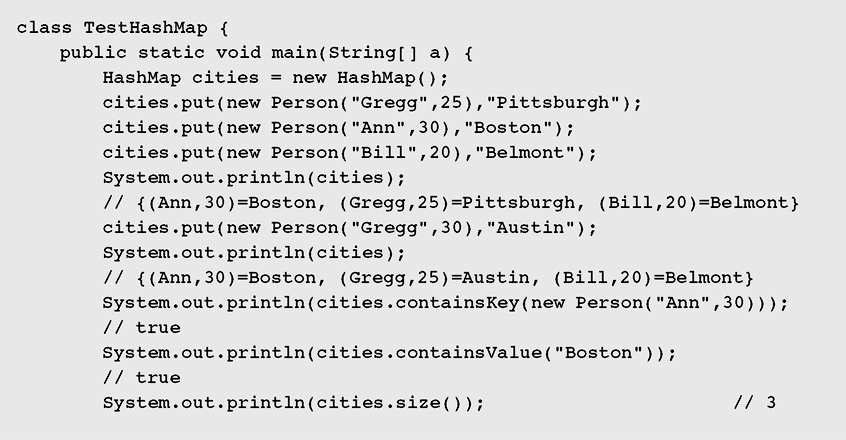 class TestHashMap {
    public static void main(String[] a) {
        HashMap cities = new HashMap();
        cities.put(new Person("Gregg",25),"Pittsburgh");
        cities.put(new Person("Ann",30),"Boston");
        cities.put(new Person("Bill",20),"Belmont");
        System.out.println(cities);
        // {(Ann,30)=Boston, (Gregg,25)=Pittsburgh, (Bill,20)=Belmont}
        cities.put(new Person("Gregg",30),"Austin");
        System.out.println(cities);
        // {(Ann,30)=Boston, (Gregg,25)=Austin, (Bill,20)=Belmont}
        System.out.println(cities.containsKey(new Person("Ann",30)));
        // true
        System.out.println(cities.containsValue("Boston"));
        // true
        System.out.println(cities.size());                       // 3